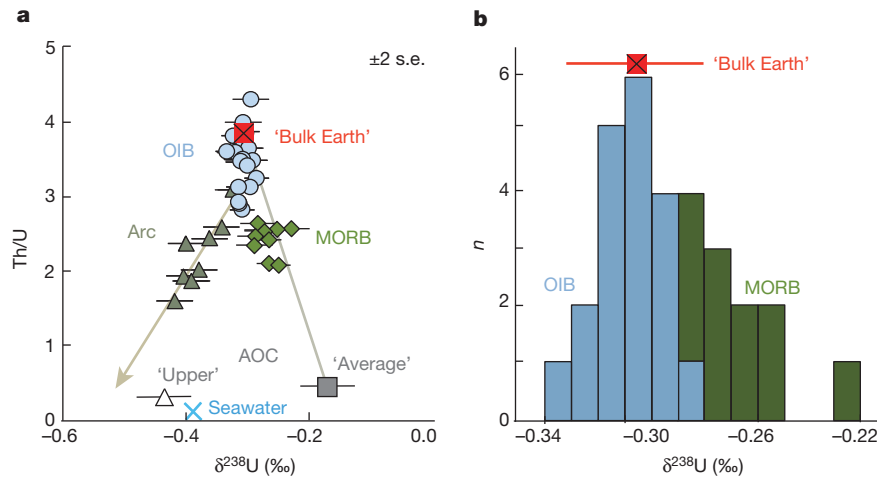 a
±2 s.e.
Th/U
5
4
3
2
1
0
OIB
'Bulk Earth'
Arc
MORB
AOC
'Upper'
'Average'
Seawater
−0.6
−0.4
−0.2
0.0
δ238U (‰)
b
n
6
4
2
0
'Bulk Earth'
OIB
MORB
−0.34
−0.30
−0.26
−0.22
δ238U (‰)